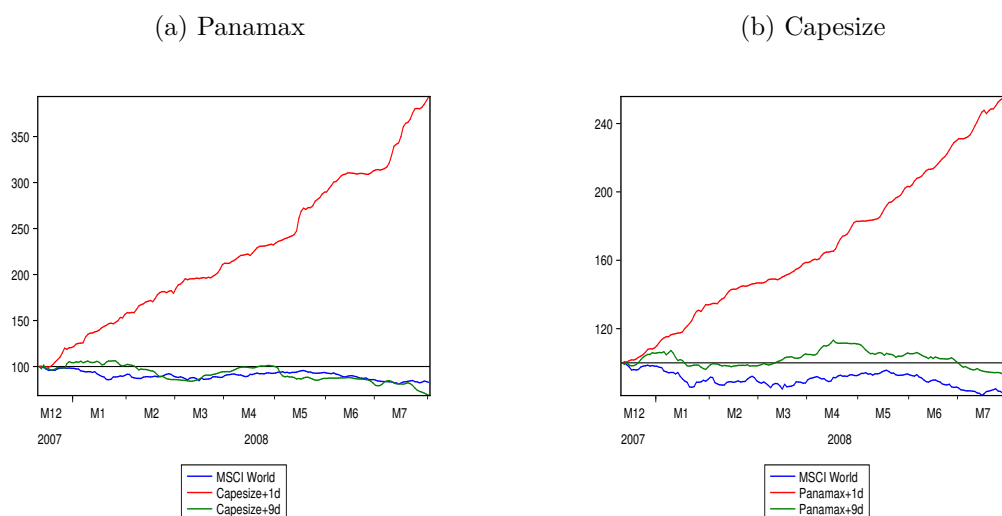 (a) Panamax
350
300
250
200
150
100
M12 M1 M2 M3 M4 M5 M6 M7
2007 2008
MSCI World
Capesize+1d
Capesize+9d
(b) Capesize
240
200
160
120
M12 M1 M2 M3 M4 M5 M6 M7
2007 2008
MSCI World
Panamax+1d
Panamax+9d